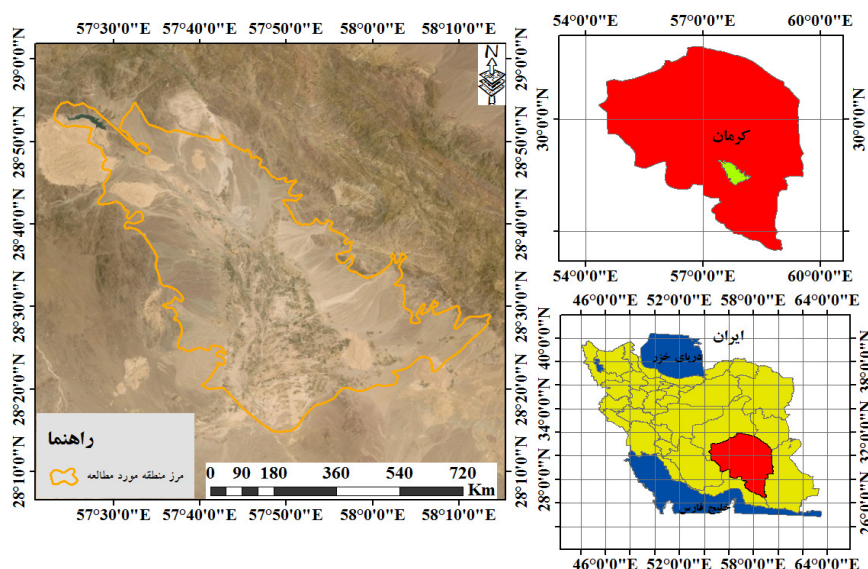 57°30'0"E 57°40'0"E 57°50'0"E 58°0'0"E 58°10'0"E
29°0'0"N
28°50'0"N
28°40'0"N
28°30'0"N
28°20'0"N
28°10'0"N
N
راهنما
مرز منطقه مورد مطالعه
0 90 180 360 540 720
Km
57°30'0"E 57°40'0"E 57°50'0"E 58°0'0"E 58°10'0"E
54°0'0"E 57°0'0"E 60°0'0"E
30°0'0"N 30°0'0"N
کرمان
54°0'0"E 57°0'0"E 60°0'0"E
46°0'0"E 52°0'0"E 58°0'0"E 64°0'0"E
ایران
دریای خزر
40°0'0"N 38°0'0"N
34°0'0"N 32°0'0"N
28°0'0"N 26°0'0"N
خلیج فارس
46°0'0"E 52°0'0"E 58°0'0"E 64°0'0"E